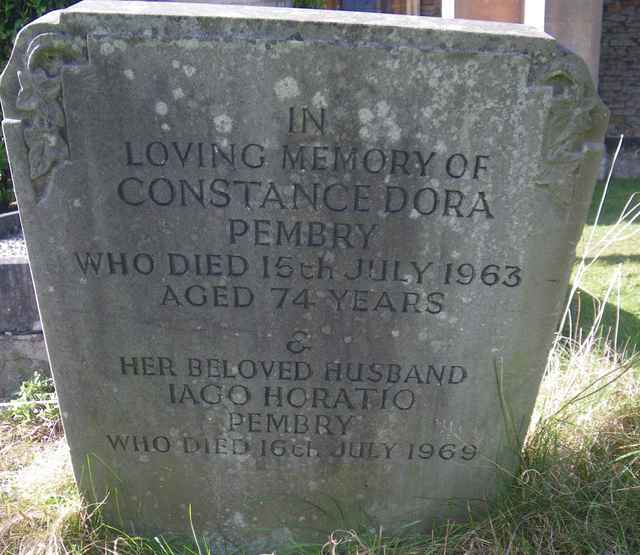 IN
LOVING MEMORY OF
CONSTANCE DORA
PEMBRY
WHO DIED 15th JULY 1963
AGED 74 YEARS
&
HER BELOVED HUSBAND
IAGO HORATIO
PEMBRY
WHO DIED 16th JULY 1969